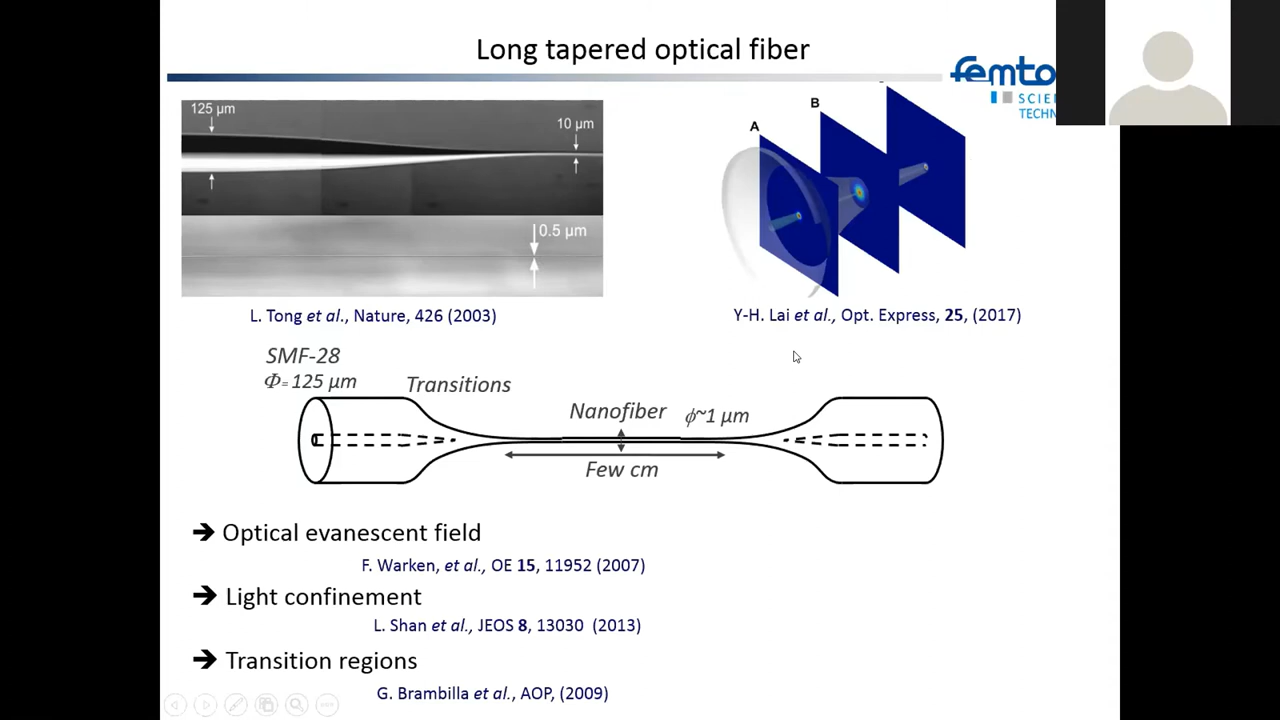 Long tapered optical fiber
femto
SCIE
TECHN
125 µm
10 µm
0.5 µm
A
B
L. Tong et al., Nature, 426 (2003)
Y-H. Lai et al., Opt. Express, 25, (2017)
SMF-28
Φ= 125 µm
Transitions
Nanofiber
ϕ~1 µm
Few cm
➔ Optical evanescent field
F. Warken, et al., OE 15, 11952 (2007)
➔ Light confinement
L. Shan et al., JEOS 8, 13030 (2013)
➔ Transition regions
G. Brambilla et al., AOP, (2009)